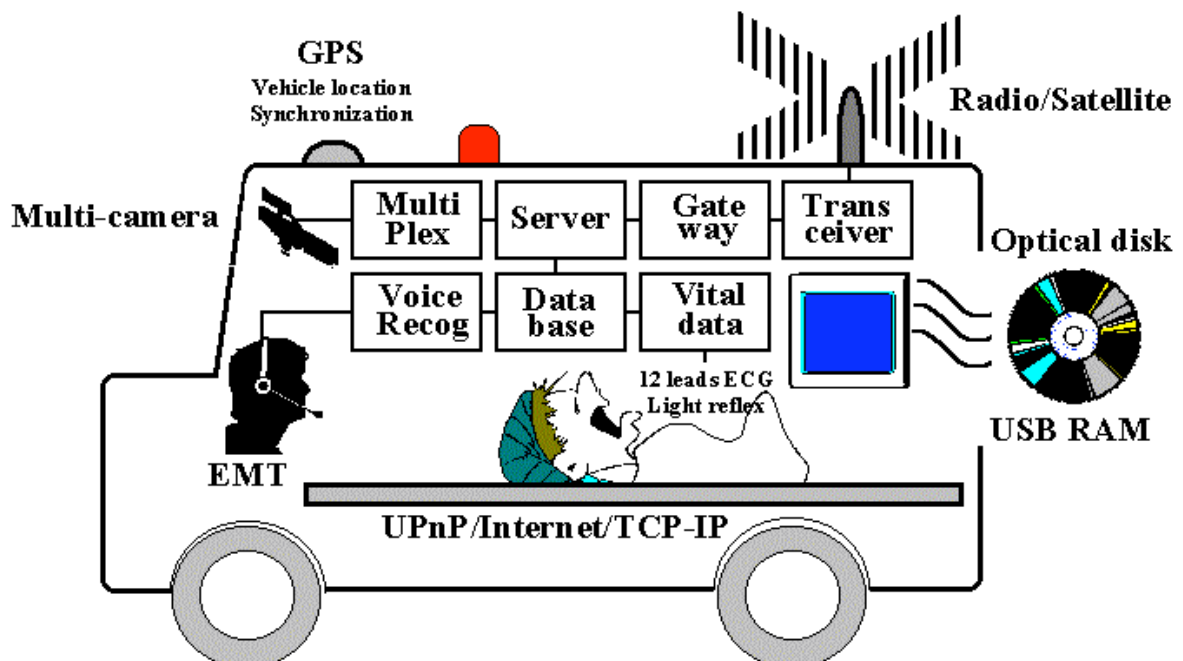 GPS
Vehicle location
Synchronization
Radio/Satellite
Multi-camera
Multi
Plex
Server
Gate
way
Trans
ceiver
Optical disk
Voice
Recog
Data
base
Vital
data
12 leads ECG
Light reflex
USB RAM
EMT
UPnP/Internet/TCP-IP